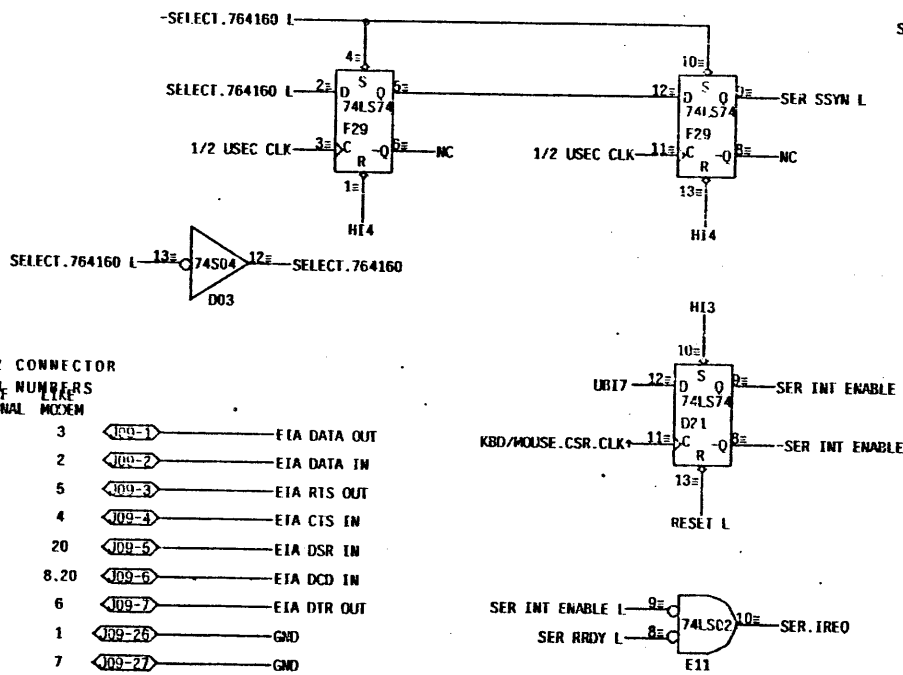 -SELECT.764160 L
S
4
10
SELECT.764160 L
2
D
S
Q
5
74LS74
F29
1/2 USEC CLK
3
C
-Q
6
NC
R
1
HI4
12
D
S
Q
9
SER SSYN L
74LS74
F29
1/2 USEC CLK
11
C
-Q
8
NC
R
13
HI4
SELECT.764160 L
13
74S04
12
SELECT.764160
D03
HI3
10
UBI7
12
D
S
Q
9
SER INT ENABLE
74LS74
D21
KBD/MOUSE.CSR.CLK↑
11
C
-Q
8
-SER INT ENABLE
R
13
RESET L
CONNECTOR
NUMBERS
LIKE
NAL MODEM
3 J09-1 EIA DATA OUT
2 J09-2 EIA DATA IN
5 J09-3 EIA RTS OUT
4 J09-4 EIA CTS IN
20 J09-5 EIA DSR IN
8.20 J09-6 EIA DCD IN
6 J09-7 EIA DTR OUT
1 J09-26 GND
7 J09-27 GND
SER INT ENABLE L
9
74LS02
10
SER.IREQ
SER RRDY L
8
E11